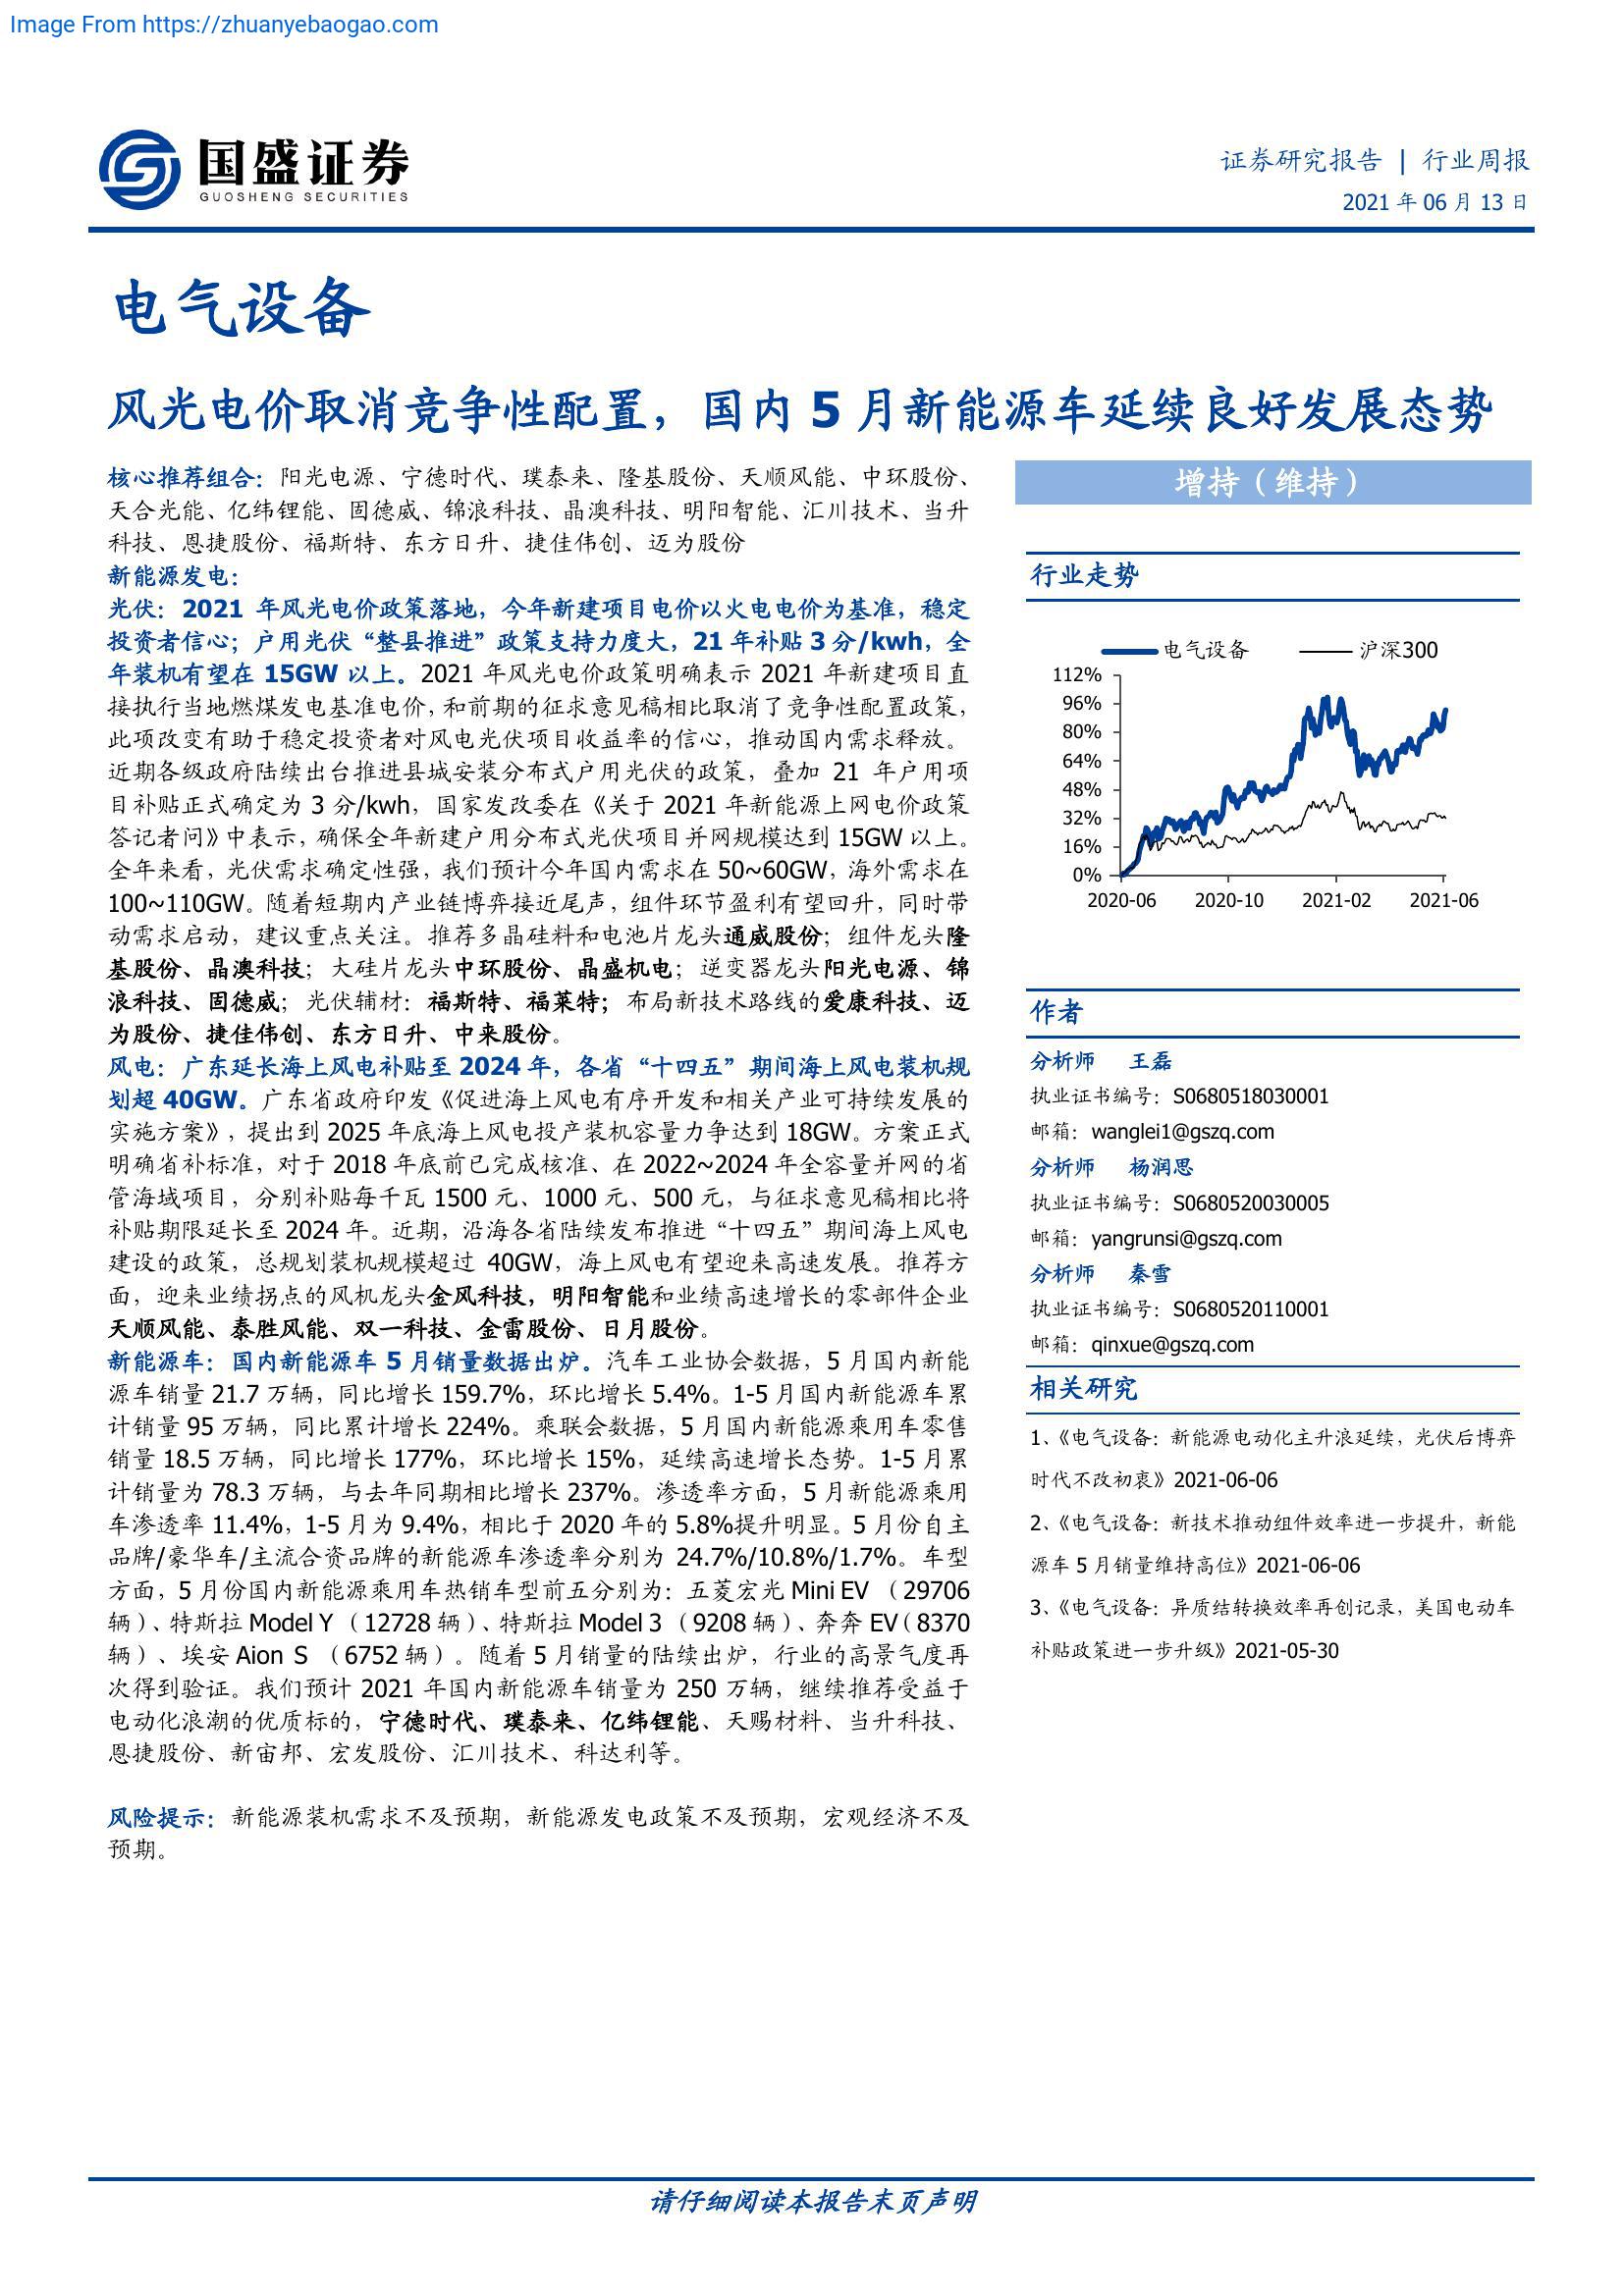 Image From https://zhuanyebaogao.com
国盛证券
GUOSHENG SECURITIES
证券研究报告 | 行业周报
2021 年 06 月 13 日
电气设备
风光电价取消竞争性配置，国内 5 月新能源车延续良好发展态势
核心推荐组合：阳光电源、宁德时代、璞泰来、隆基股份、天顺风能、中环股份、
天合光能、亿纬锂能、固德威、锦浪科技、晶澳科技、明阳智能、汇川技术、当升
科技、恩捷股份、福斯特、东方日升、捷佳伟创、迈为股份
新能源发电：
光伏：2021 年风光电价政策落地，今年新建项目电价以火电电价为基准，稳定
投资者信心；户用光伏“整县推进”政策支持力度大，21 年补贴 3 分/kwh，全
年装机有望在 15GW 以上。2021 年风光电价政策明确表示 2021 年新建项目直
接执行当地燃煤发电基准电价，和前期的征求意见稿相比取消了竞争性配置政策，
此项改变有助于稳定投资者对风电光伏项目收益率的信心，推动国内需求释放。
近期各级政府陆续出台推进县城安装分布式户用光伏的政策，叠加 21 年户用项
目补贴正式确定为 3 分/kwh，国家发改委在《关于 2021 年新能源上网电价政策
答记者问》中表示，确保全年新建户用分布式光伏项目并网规模达到 15GW 以上。
全年来看，光伏需求确定性强，我们预计今年国内需求在 50~60GW，海外需求在
100~110GW。随着短期内产业链博弈接近尾声，组件环节盈利有望回升，同时带
动需求启动，建议重点关注。推荐多晶硅料和电池片龙头通威股份；组件龙头隆
基股份、晶澳科技；大硅片龙头中环股份、晶盛机电；逆变器龙头阳光电源、锦
浪科技、固德威；光伏辅材：福斯特、福莱特；布局新技术路线的爱康科技、迈
为股份、捷佳伟创、东方日升、中来股份。
风电：广东延长海上风电补贴至 2024 年，各省“十四五”期间海上风电装机规
划超 40GW。广东省政府印发《促进海上风电有序开发和相关产业可持续发展的
实施方案》，提出到 2025 年底海上风电投产装机容量力争达到 18GW。方案正式
明确省补标准，对于 2018 年底前已完成核准、在 2022~2024 年全容量并网的省
管海域项目，分别补贴每千瓦 1500 元、1000 元、500 元，与征求意见稿相比将
补贴期限延长至 2024 年。近期，沿海各省陆续发布推进“十四五”期间海上风电
建设的政策，总规划装机规模超过 40GW，海上风电有望迎来高速发展。推荐方
面，迎来业绩拐点的风机龙头金风科技，明阳智能和业绩高速增长的零部件企业
天顺风能、泰胜风能、双一科技、金雷股份、日月股份。
新能源车：国内新能源车 5 月销量数据出炉。汽车工业协会数据，5 月国内新能
源车销量 21.7 万辆，同比增长 159.7%，环比增长 5.4%。1-5 月国内新能源车累
计销量 95 万辆，同比累计增长 224%。乘联会数据，5 月国内新能源乘用车零售
销量 18.5 万辆，同比增长 177%，环比增长 15%，延续高速增长态势。1-5 月累
计销量为 78.3 万辆，与去年同期相比增长 237%。渗透率方面，5 月新能源乘用
车渗透率 11.4%，1-5 月为 9.4%，相比于 2020 年的 5.8%提升明显。5 月份自主
品牌/豪华车/主流合资品牌的新能源车渗透率分别为 24.7%/10.8%/1.7%。车型
方面，5 月份国内新能源乘用车热销车型前五分别为：五菱宏光 Mini EV （29706
辆）、特斯拉 Model Y （12728 辆）、特斯拉 Model 3 （9208 辆）、奔奔 EV（8370
辆）、埃安 Aion S （6752 辆）。随着 5 月销量的陆续出炉，行业的高景气度再
次得到验证。我们预计 2021 年国内新能源车销量为 250 万辆，继续推荐受益于
电动化浪潮的优质标的，宁德时代、璞泰来、亿纬锂能、天赐材料、当升科技、
恩捷股份、新宙邦、宏发股份、汇川技术、科达利等。
风险提示：新能源装机需求不及预期，新能源发电政策不及预期，宏观经济不及
预期。
增持（维持）
行业走势
电气设备 沪深300
112%
96%
80%
64%
48%
32%
16%
0%
2020-06 2020-10 2021-02 2021-06
作者
分析师 王磊
执业证书编号：S0680518030001
邮箱：wanglei1@gszq.com
分析师 杨润思
执业证书编号：S0680520030005
邮箱：yangrunsi@gszq.com
分析师 秦雪
执业证书编号：S0680520110001
邮箱：qinxue@gszq.com
相关研究
1、《电气设备：新能源电动化主升浪延续，光伏后博弈
时代不改初衷》2021-06-06
2、《电气设备：新技术推动组件效率进一步提升，新能
源车 5 月销量维持高位》2021-06-06
3、《电气设备：异质结转换效率再创记录，美国电动车
补贴政策进一步升级》2021-05-30
请仔细阅读本报告末页声明